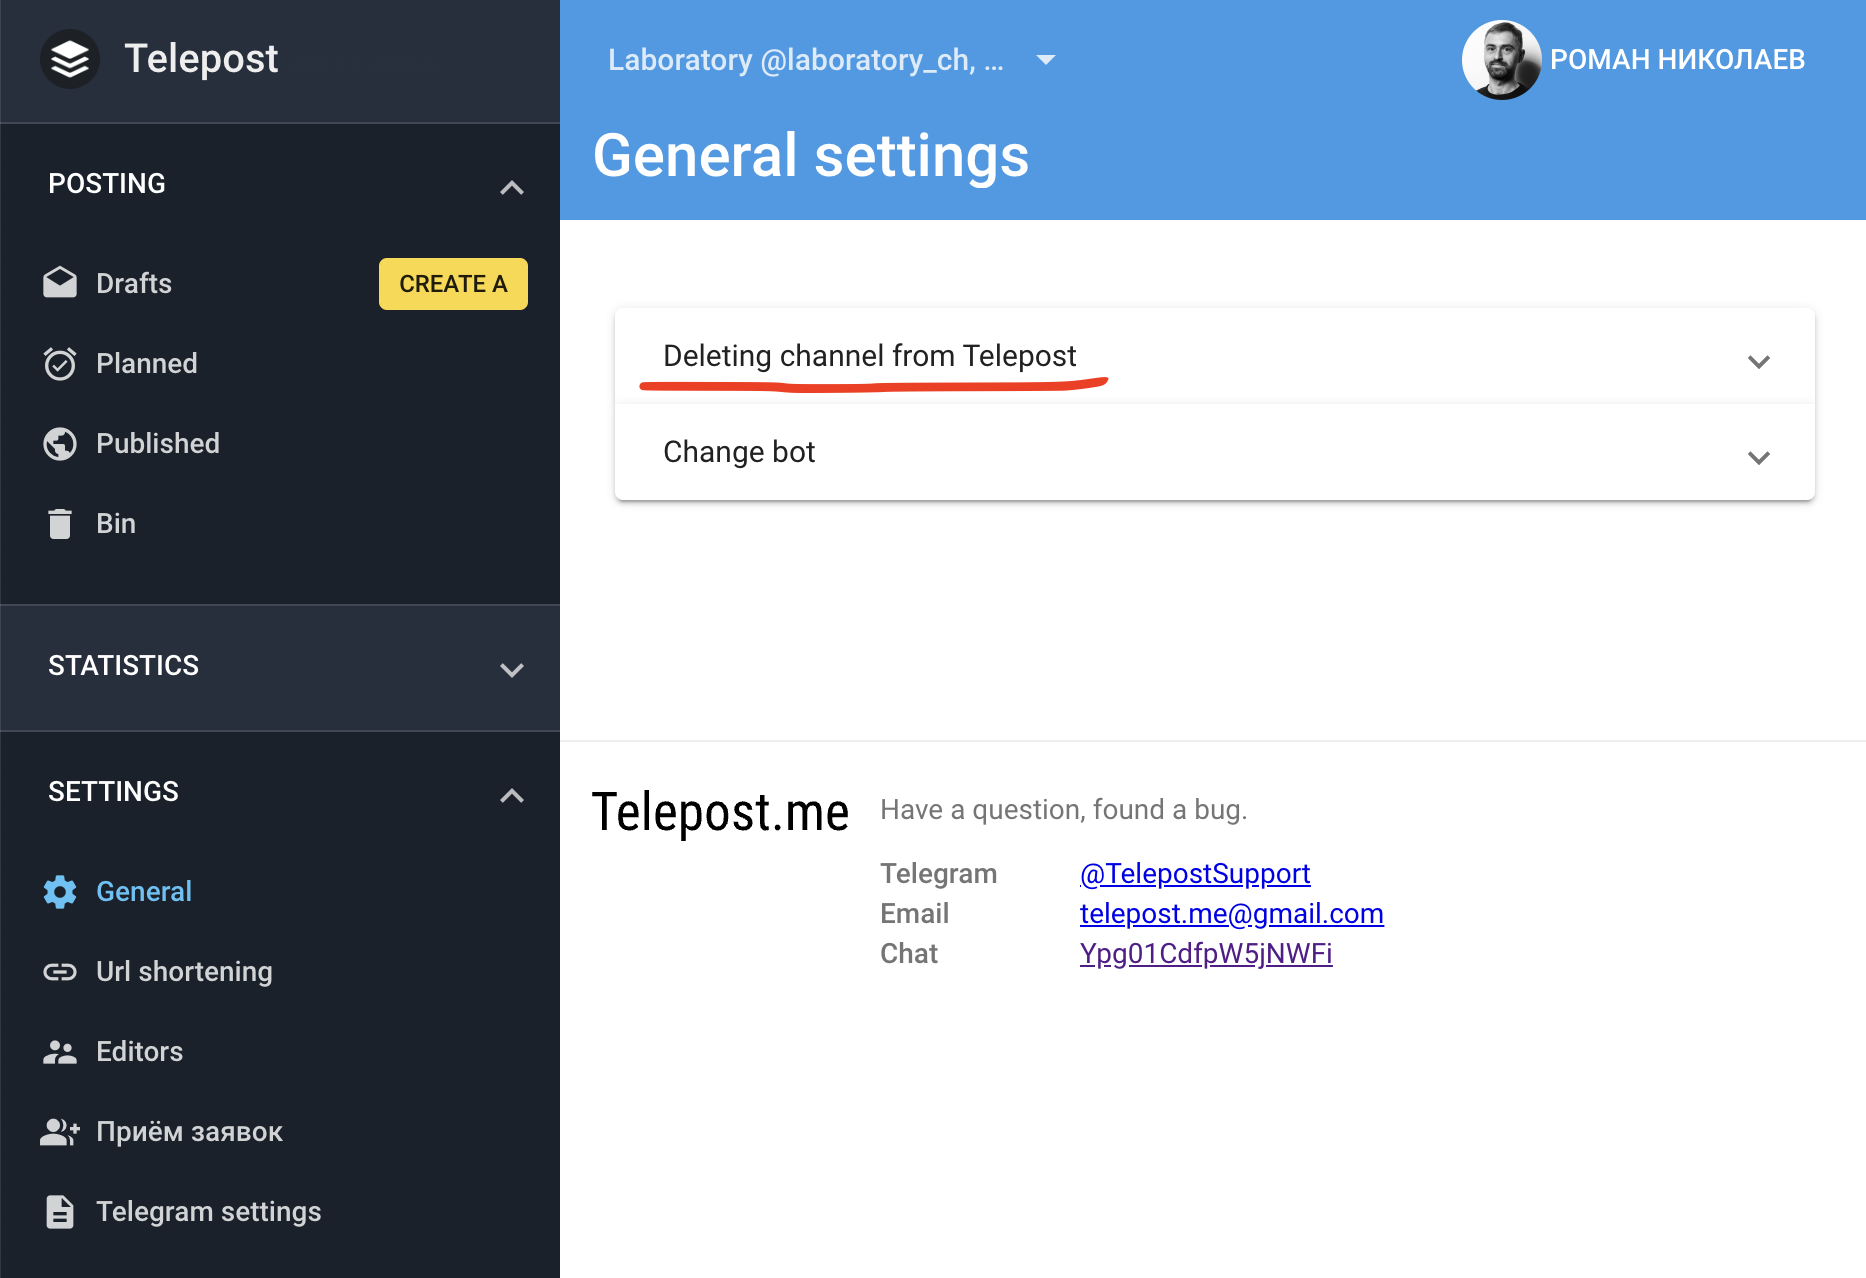 Telepost
POSTING
Drafts
CREATE A
Planned
Published
Bin
STATISTICS
SETTINGS
General
Url shortening
Editors
Приём заявок
Telegram settings
Laboratory @laboratory_ch, ...
РОМАН НИКОЛАЕВ
General settings
Deleting channel from Telepost
Change bot
Telepost.me
Have a question, found a bug.
Telegram @TelepostSupport
Email telepost.me@gmail.com
Chat Ypg01CdfpW5jNWFi